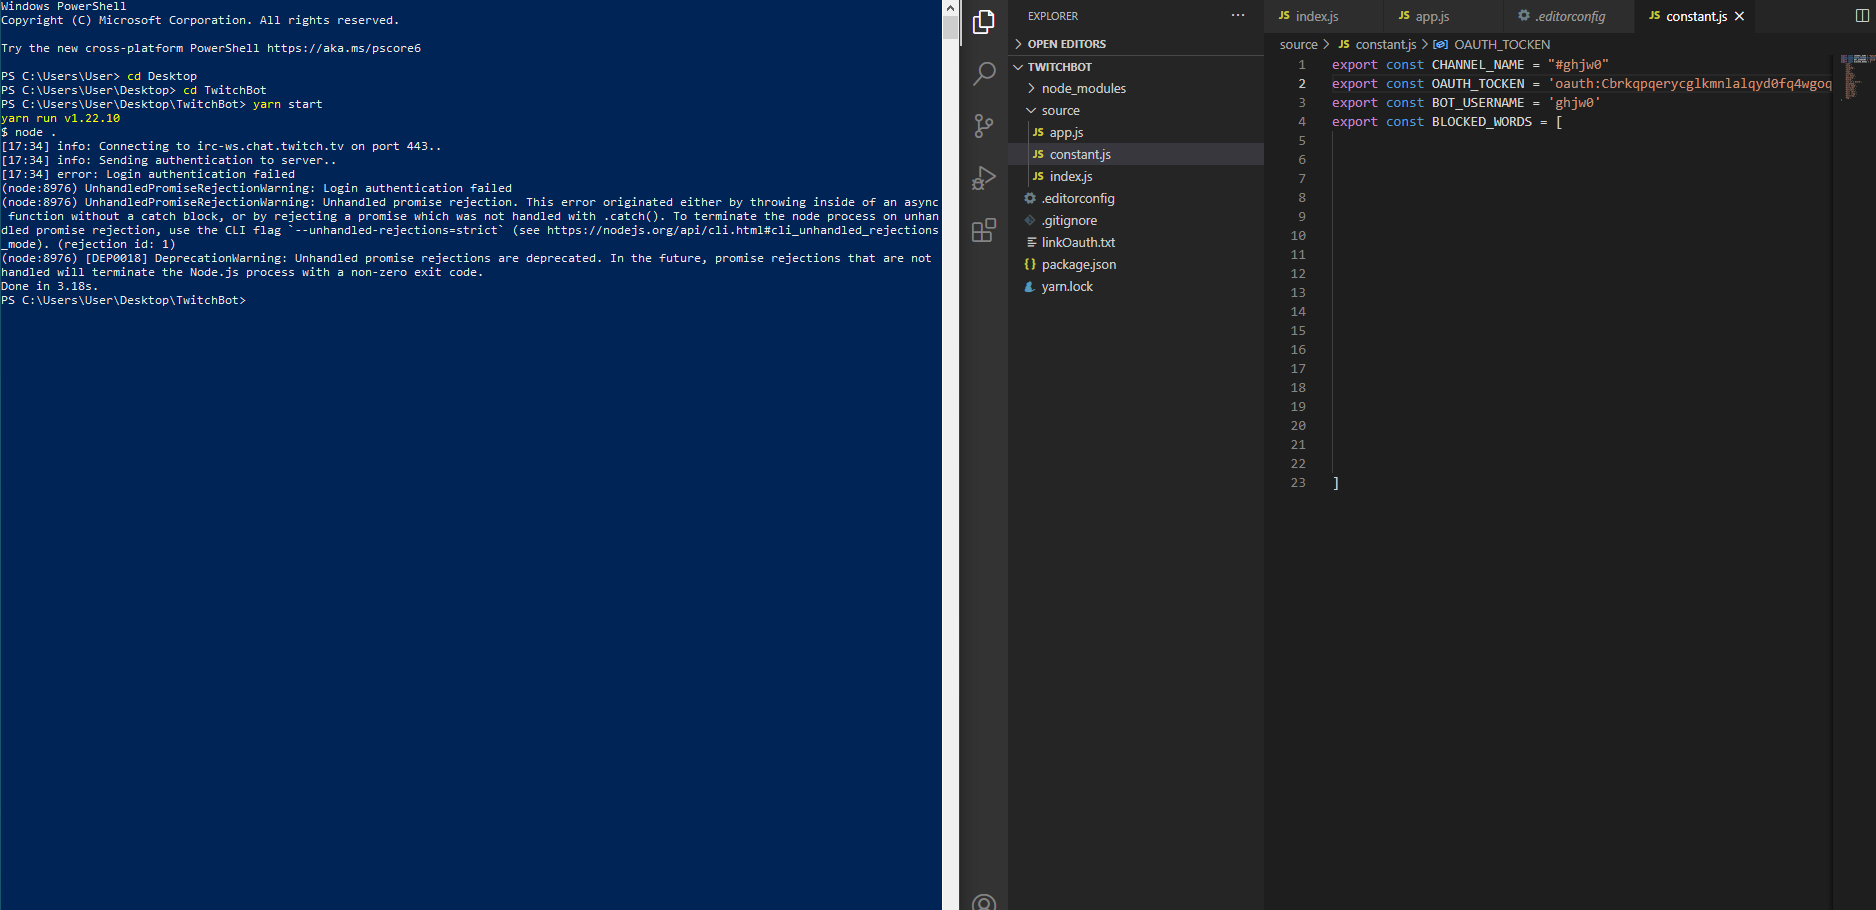 Windows PowerShell
Copyright (C) Microsoft Corporation. All rights reserved.
Try the new cross-platform PowerShell https://aka.ms/pscore6
PS C:\Users\User> cd Desktop
PS C:\Users\User\Desktop> cd TwitchBot
PS C:\Users\User\Desktop\TwitchBot> yarn start
yarn run v1.22.10
$ node .
[17:34] info: Connecting to irc-ws.chat.twitch.tv on port 443..
[17:34] info: Sending authentication to server..
[17:34] error: Login authentication failed
(node:8976) UnhandledPromiseRejectionWarning: Login authentication failed
(node:8976) UnhandledPromiseRejectionWarning: Unhandled promise rejection. This error originated either by throwing inside of an async
function without a catch block, or by rejecting a promise which was not handled with .catch(). To terminate the node process on unhan
dled promise rejection, use the CLI flag `--unhandled-rejections=strict` (see https://nodejs.org/api/cli.html#cli_unhandled_rejections
_mode). (rejection id: 1)
(node:8976) [DEP0018] DeprecationWarning: Unhandled promise rejections are deprecated. In the future, promise rejections that are not
handled will terminate the Node.js process with a non-zero exit code.
Done in 3.18s.
PS C:\Users\User\Desktop\TwitchBot>
EXPLORER
OPEN EDITORS
TWITCHBOT
node_modules
source
JS app.js
JS constant.js
JS index.js
.editorconfig
.gitignore
linkOauth.txt
{} package.json
yarn.lock
JS index.js
JS app.js
.editorconfig
JS constant.js
source > JS constant.js > OAUTH_TOCKEN
1 export const CHANNEL_NAME = "#ghjw0"
2 export const OAUTH_TOCKEN = 'oauth:Cbrkqpqerycglkmnlalqyd0fq4wgoq
3 export const BOT_USERNAME = 'ghjw0'
4 export const BLOCKED_WORDS = [
5
6
7
8
9
10
11
12
13
14
15
16
17
18
19
20
21
22
23 ]